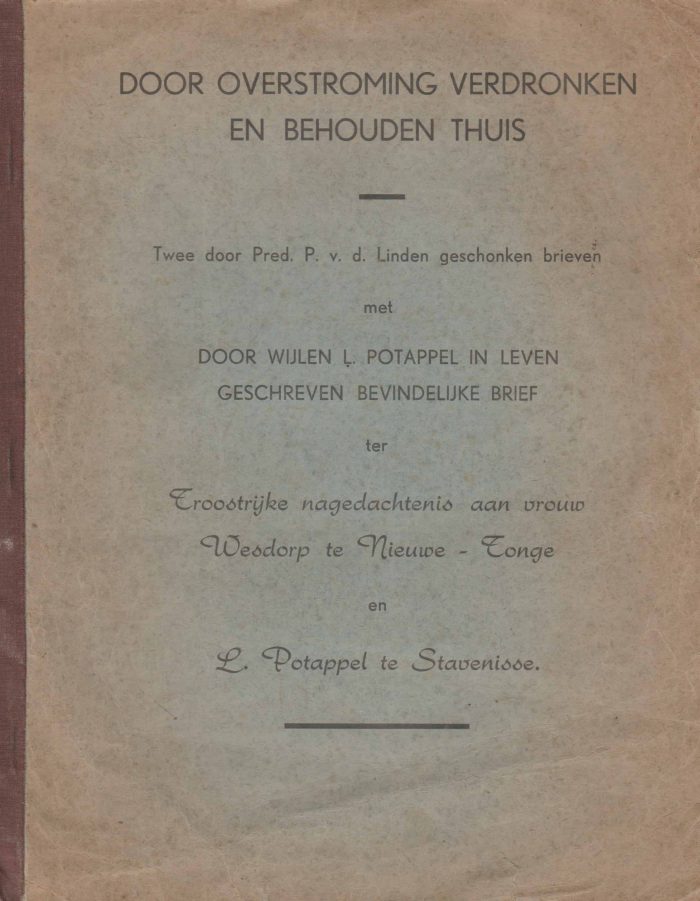 DOOR OVERSTROMING VERDRONKEN
EN BEHOUDEN THUIS
Twee door Pred. P. v. d. Linden geschonken brieven
met
DOOR WIJLEN L. POTAPPEL IN LEVEN
GESCHREVEN BEVINDELIJKE BRIEF
ter
Troostrijke nagedachtenis aan vrouw
Wesdorp te Nieuwe - Tonge
en
L. Potappel te Stavenisse.